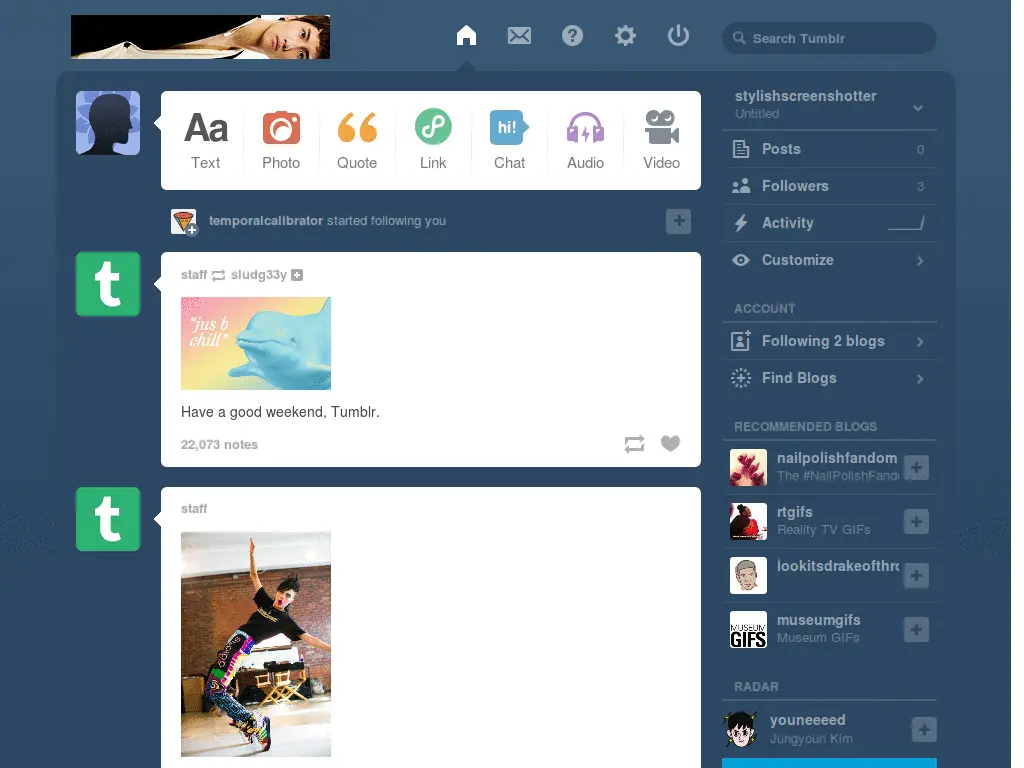 Search Tumblr
Aa
hi!
Text
Photo
Quote
Link
Chat
Audio
Video
temporalcalibrator started following you
t
staff sludg33y
"jus b
chill"
Have a good weekend, Tumblr.
22,073 notes
t
staff
stylishscreenshotter
Untitled
Posts 0
Followers 3
Activity
Customize
ACCOUNT
Following 2 blogs
Find Blogs
RECOMMENDED BLOGS
nailpolishfandom
The #NailPolishFand
rtgifs
Reality TV GIFs
lookitsdrakeofthro
museumgifs
Museum GIFs
MUSEUM
GIFS
RADAR
youneeeed
Jungyoun Kim